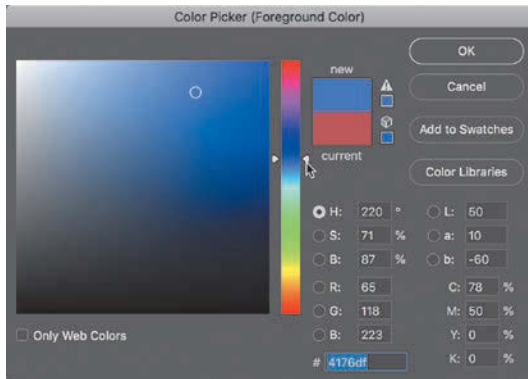 Color Picker (Foreground Color)
new
current
OK
Cancel
Add to Swatches
Color Libraries
H: 220 °
S: 71 %
B: 87 %
R: 65
G: 118
B: 223
# 4176df
L: 50
a: 10
b: -60
C: 78 %
M: 50 %
Y: 0 %
K: 0 %
Only Web Colors